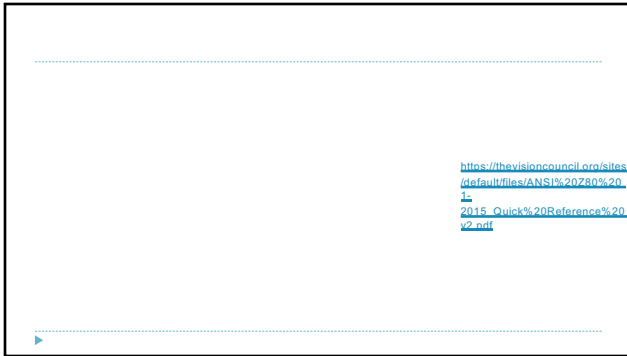 https://thevisioncouncil.org/sites
/default/files/ANSI%20Z80%20
1-
2015_Quick%20Reference%20
v2.pdf